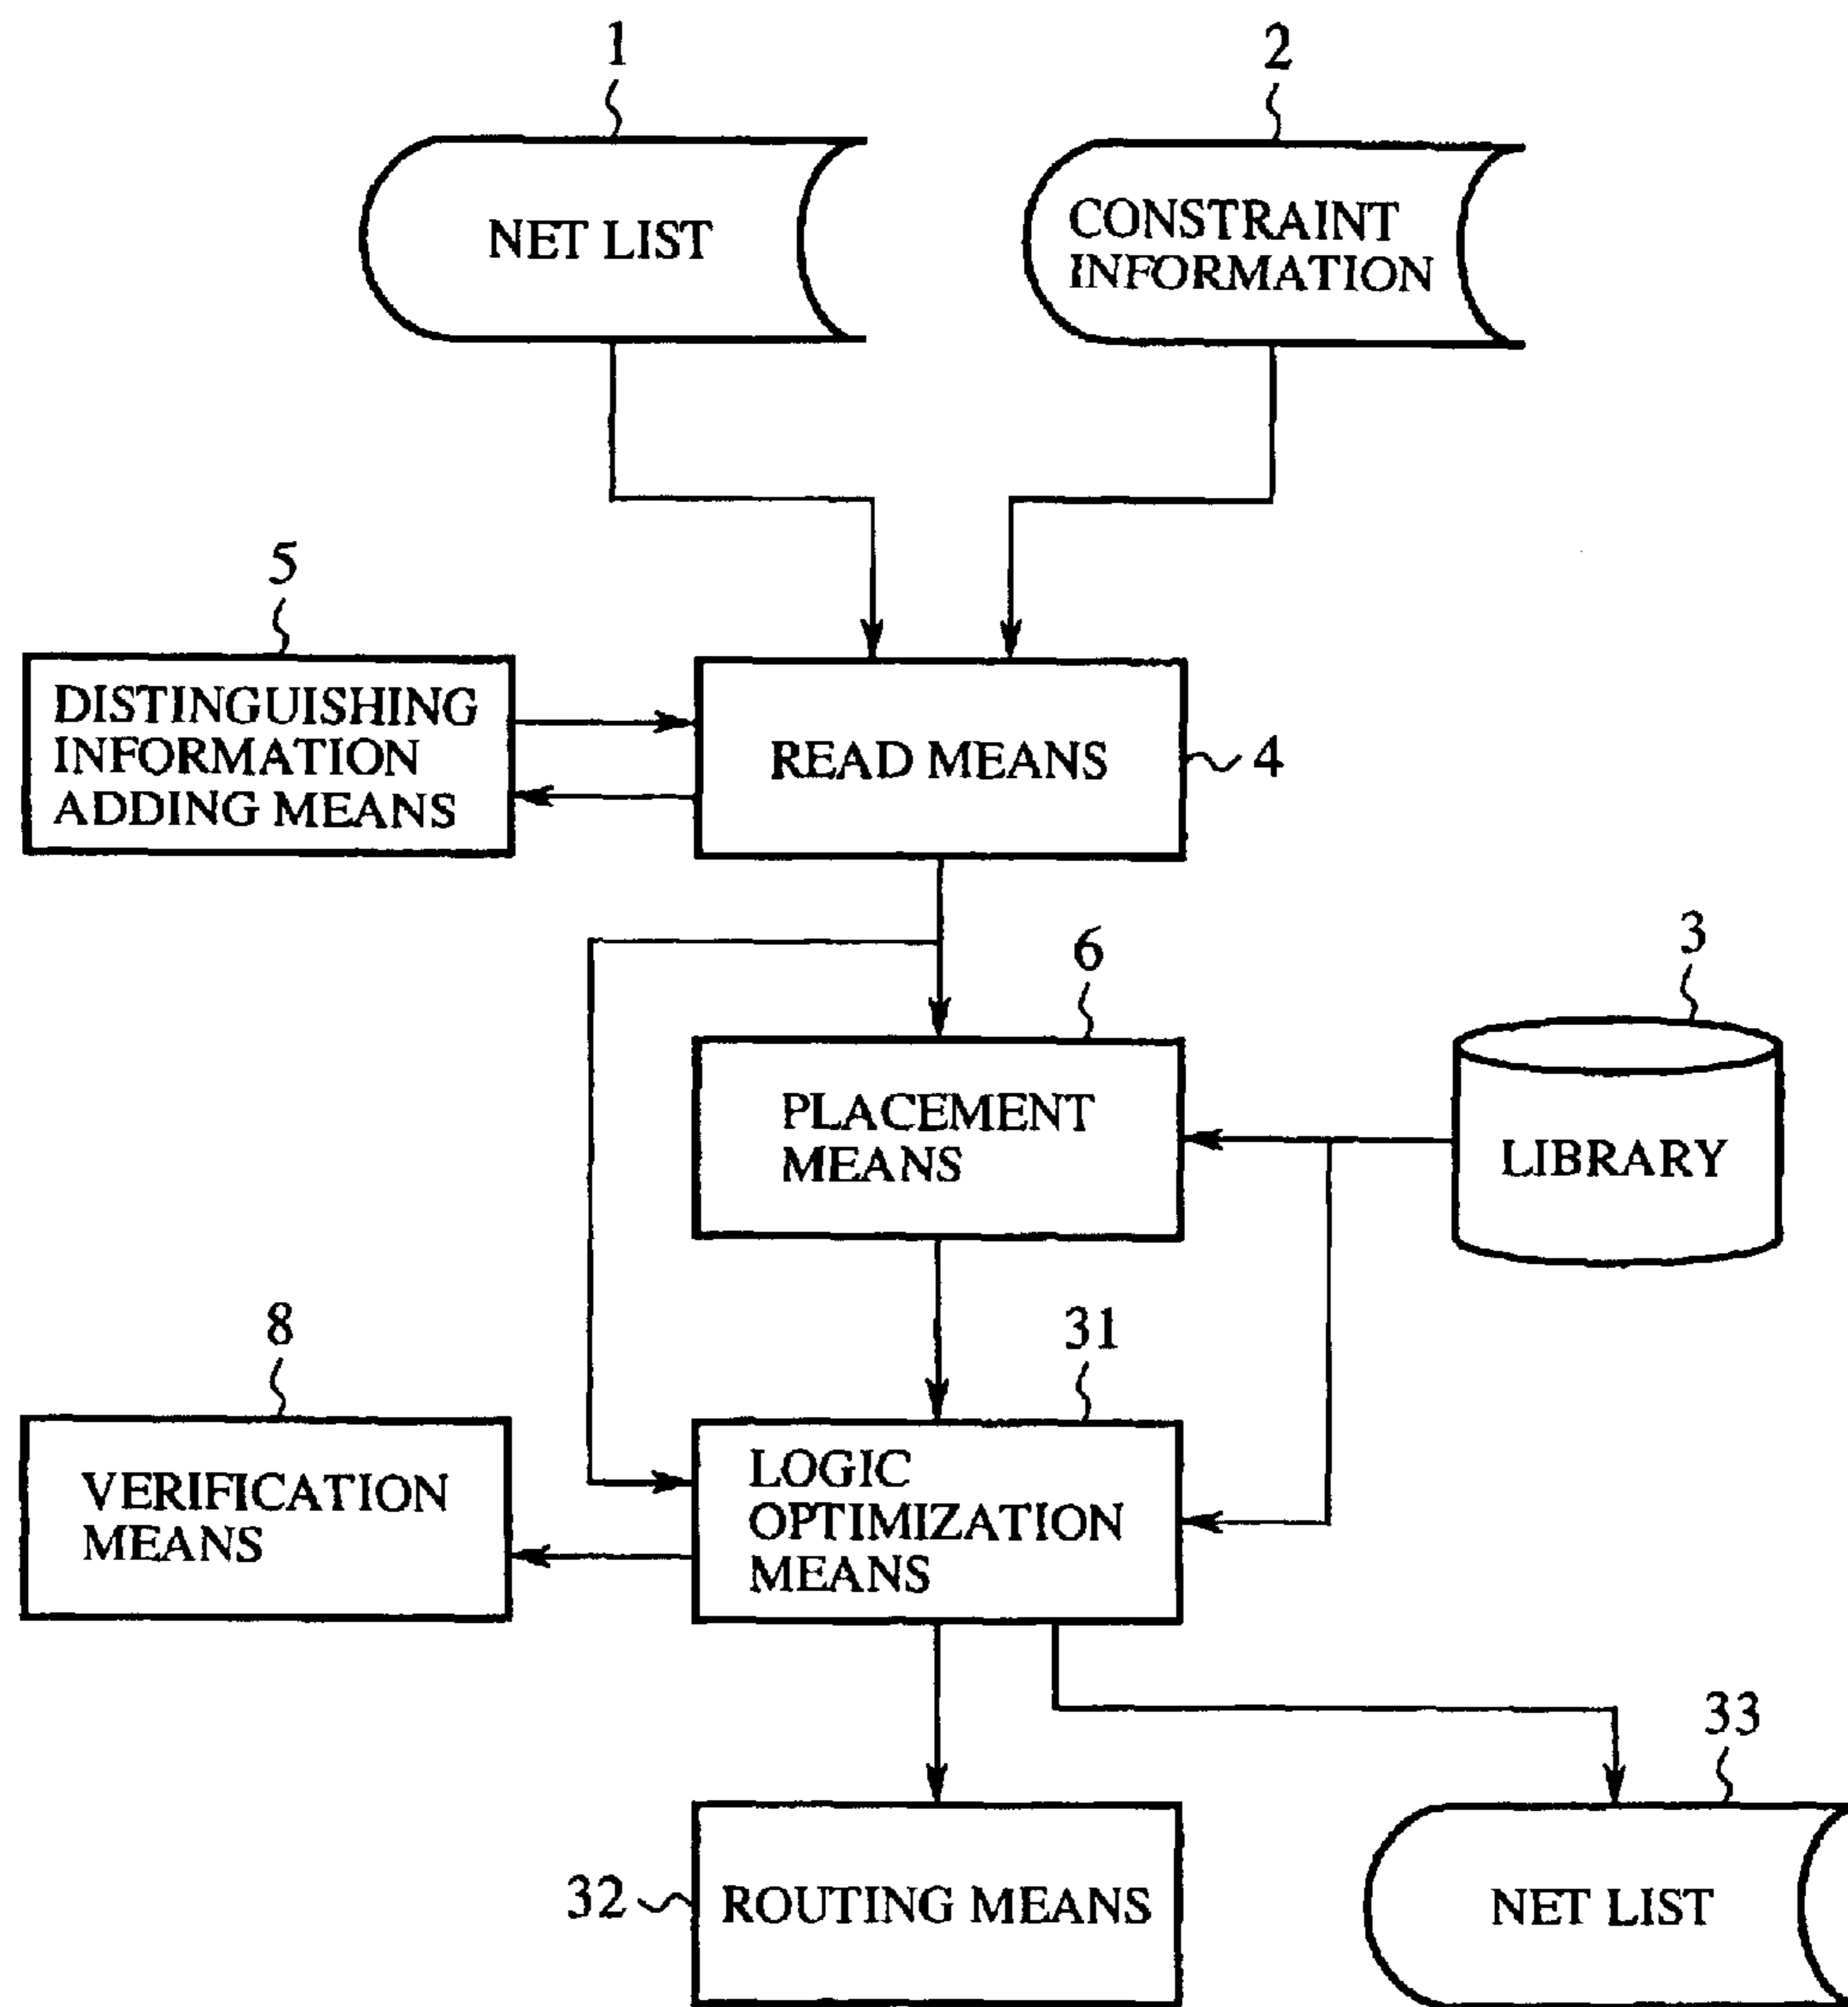 1
2
NET LIST
CONSTRAINT
INFORMATION
5
DISTINGUISHING
INFORMATION
ADDING MEANS
READ MEANS
4
6
3
PLACEMENT
MEANS
LIBRARY
8
31
VERIFICATION
MEANS
LOGIC
OPTIMIZATION
MEANS
33
32
ROUTING MEANS
NET LIST